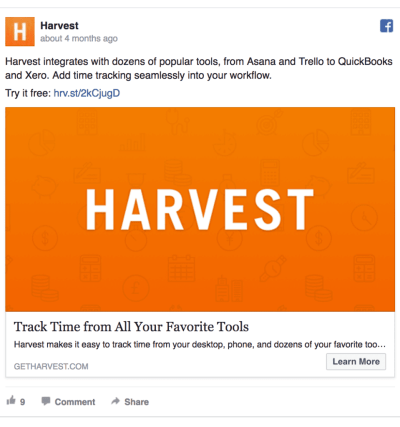 H
Harvest
about 4 months ago
f
Harvest integrates with dozens of popular tools, from Asana and Trello to QuickBooks
and Xero. Add time tracking seamlessly into your workflow.
Try it free: hrv.st/2kCjugD
HARVEST
Track Time from All Your Favorite Tools
Harvest makes it easy to track time from your desktop, phone, and dozens of your favorite too…
GETHARVEST.COM
Learn More
9 Comment Share